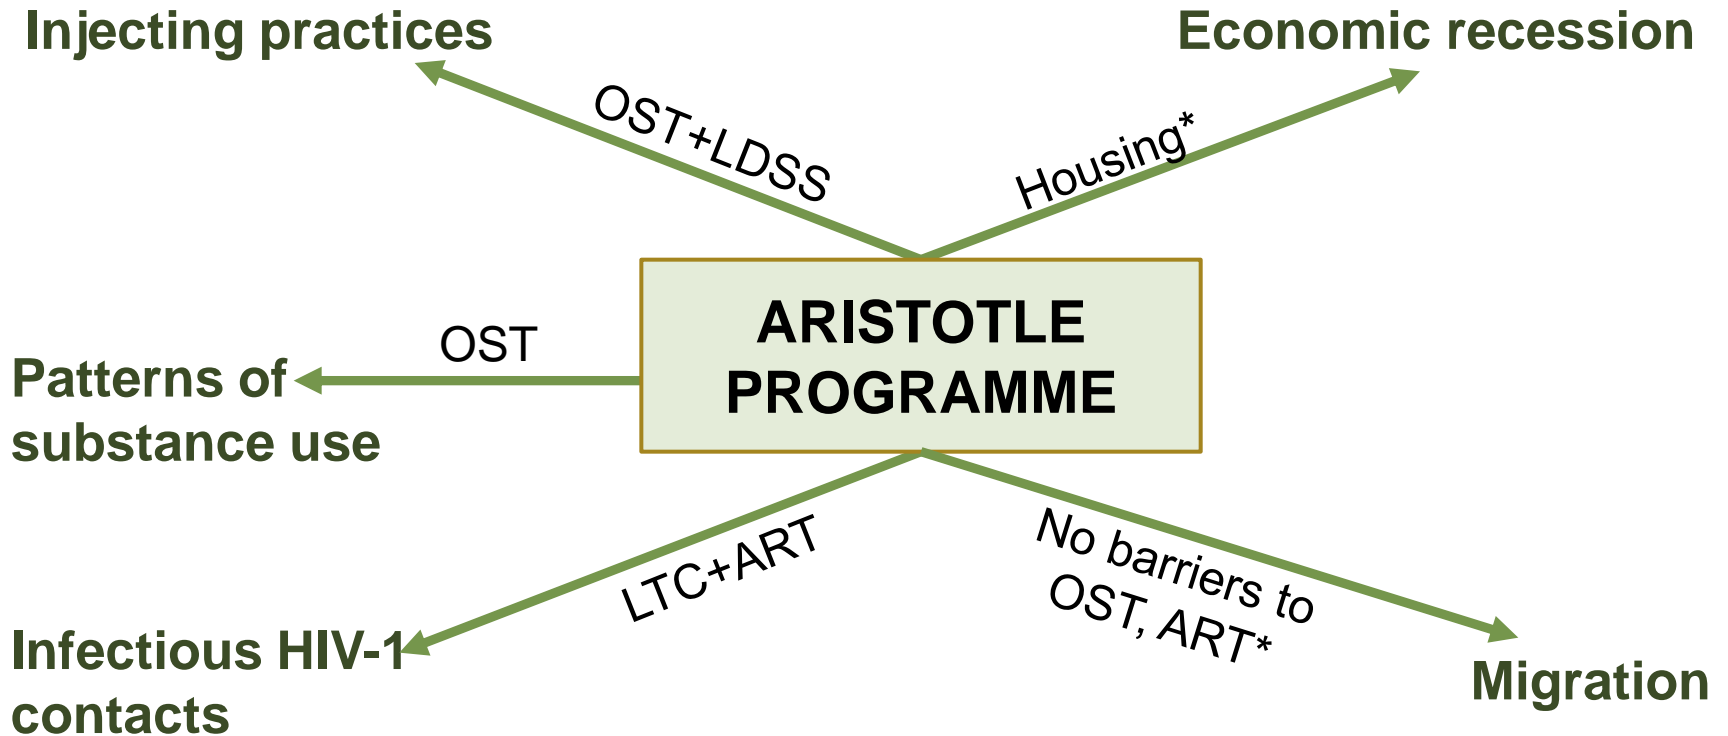 Injecting practices
Economic recession
OST+LDSS
Housing*
ARISTOTLE
PROGRAMME
OST
Patterns of
substance use
LTC+ART
No barriers to
OST, ART*
Infectious HIV-1
contacts
Migration